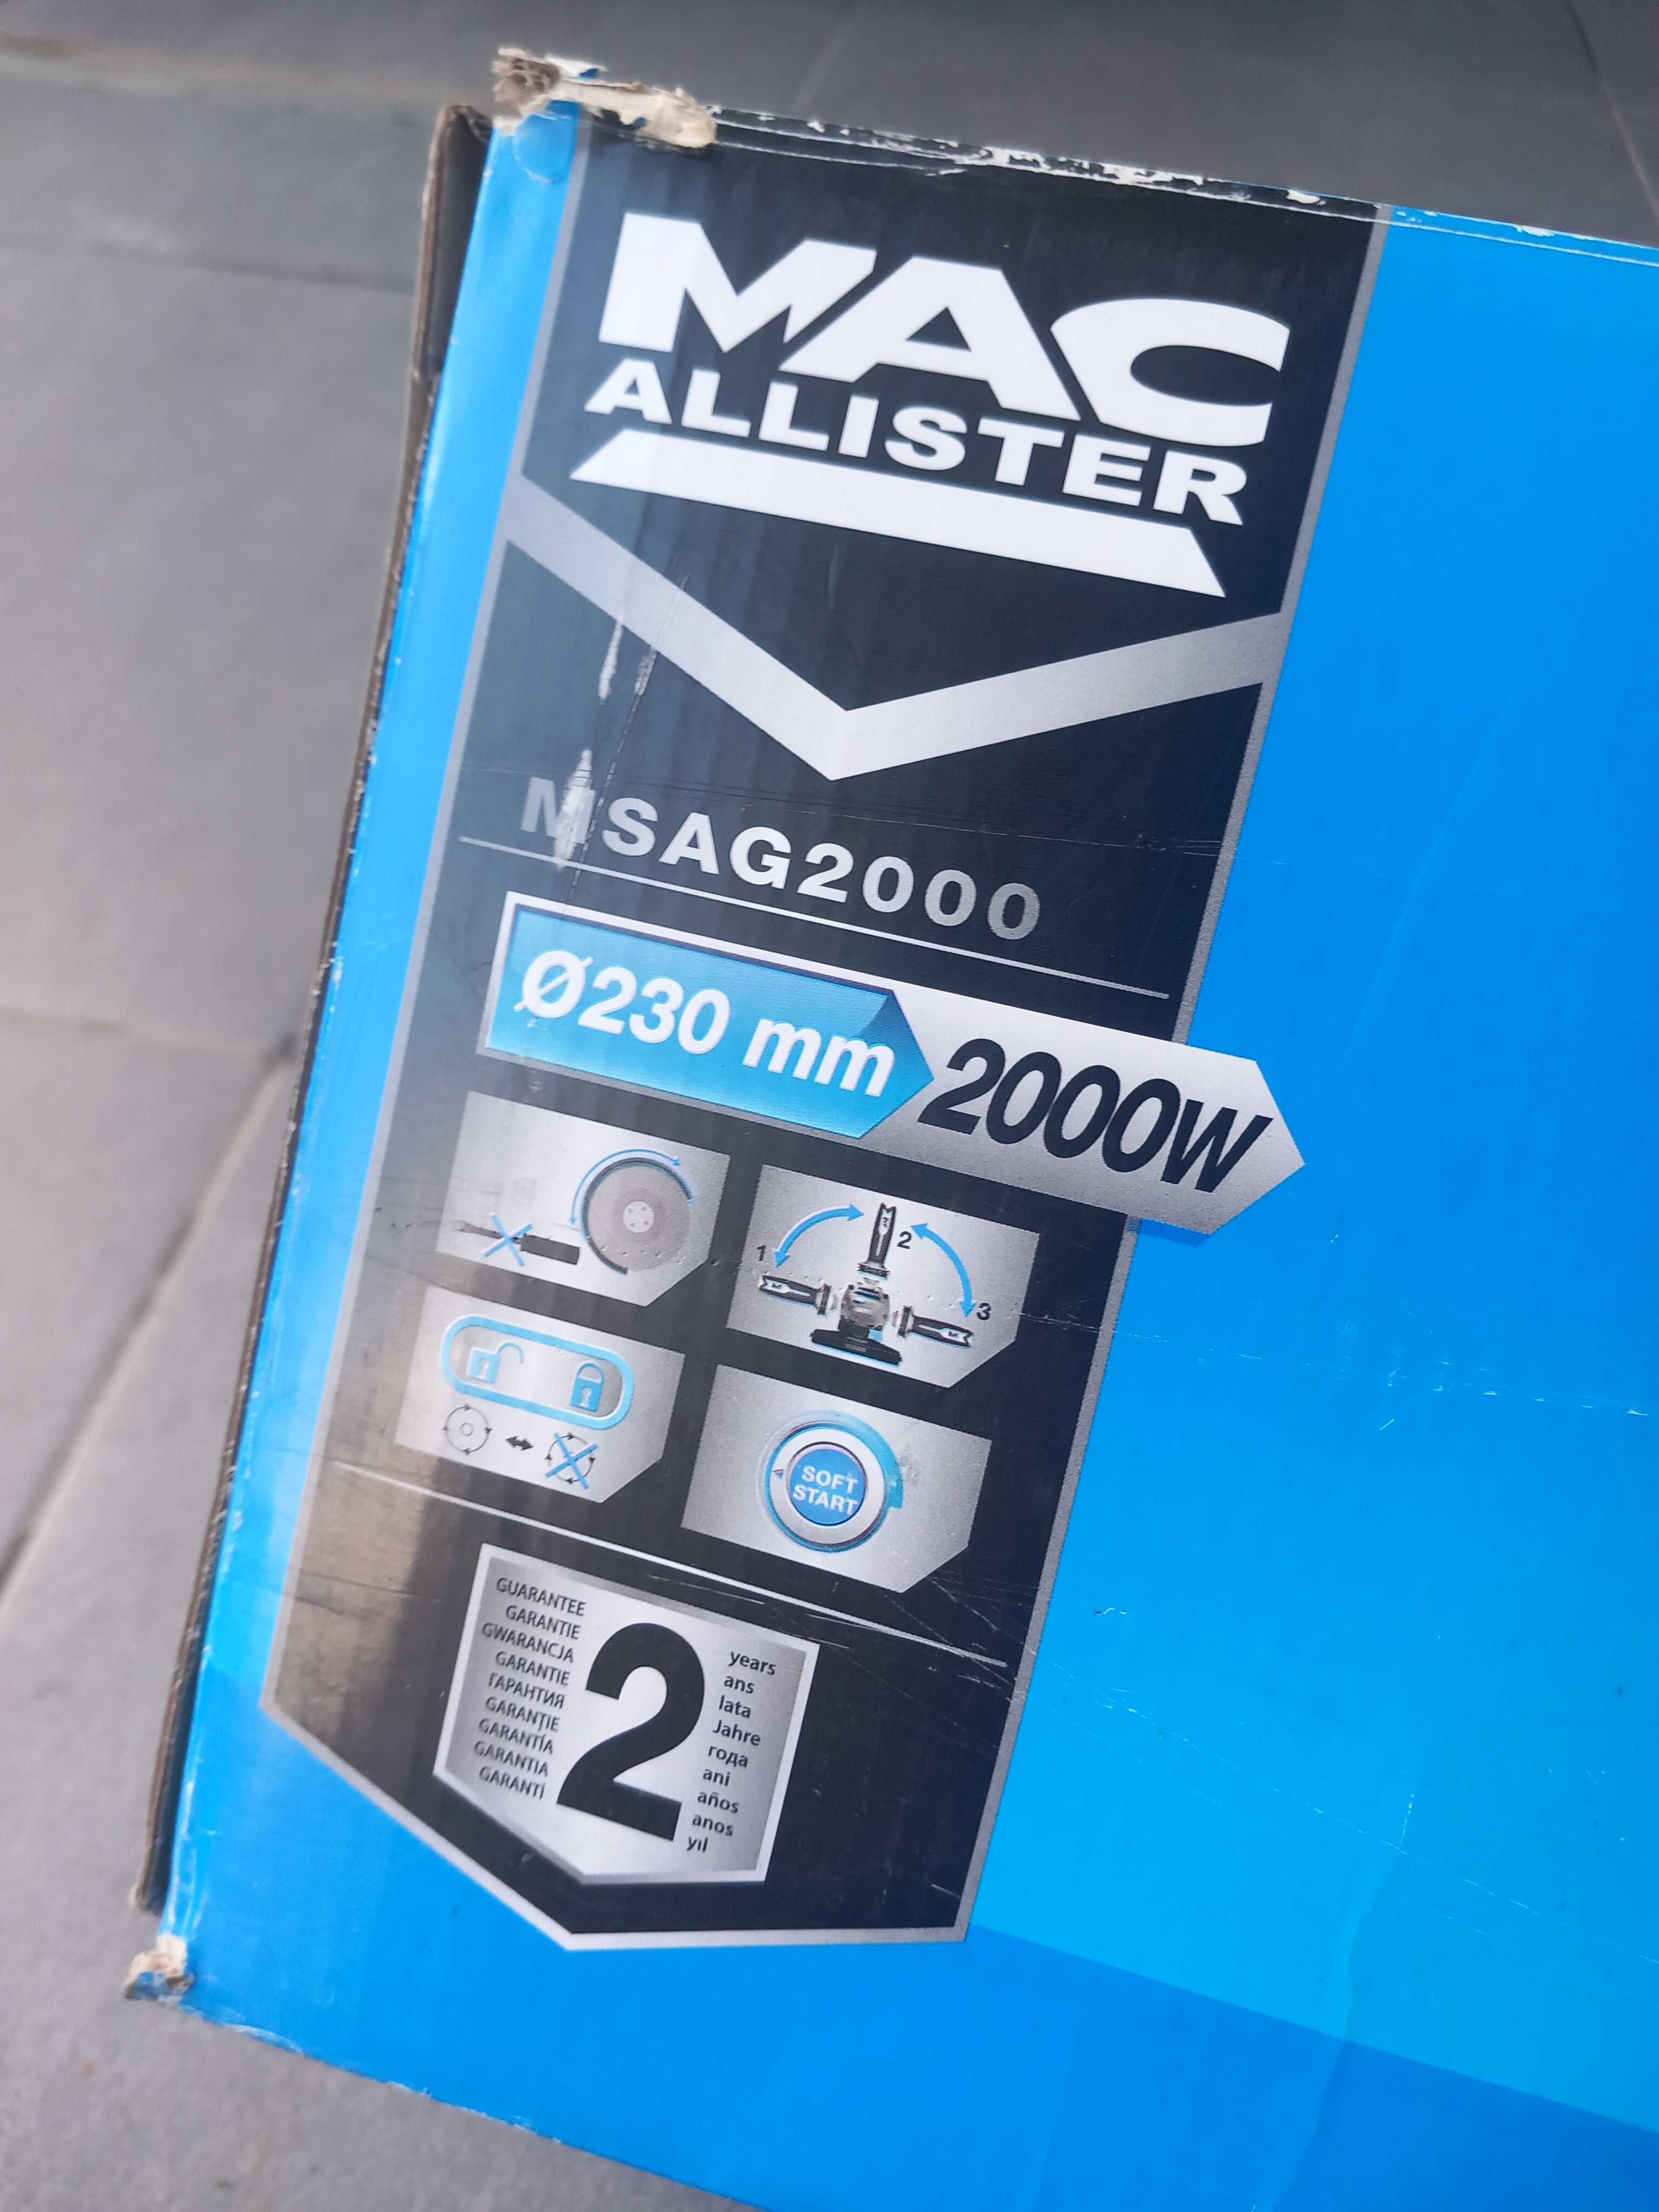 MAC
ALLISTER
MSAG2000
Ø230 mm 2000W
1 2 3
SOFT
START
GUARANTEE
GARANTIE
GWARANCJA
GARANTIE
ГАРАНТИЯ
GARANŢIE
GARANTÍA
GARANTIA
GARANTİ
2
years
ans
lata
Jahre
года
ani
años
anos
yıl